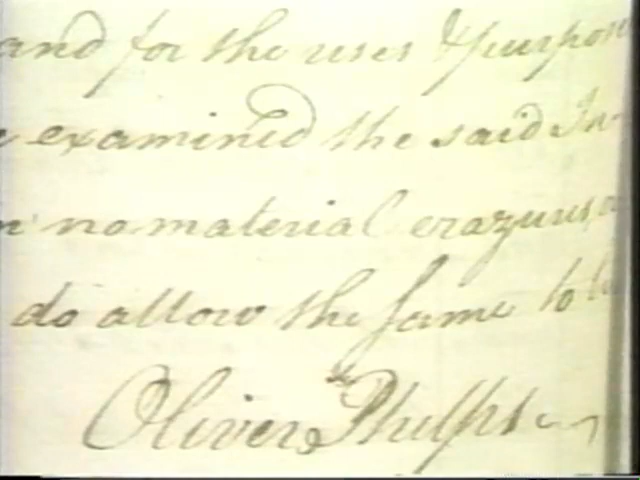 and for the uses & purpos
examined the said In-
no material erazures
do allow the same to b
Oliver Phelps